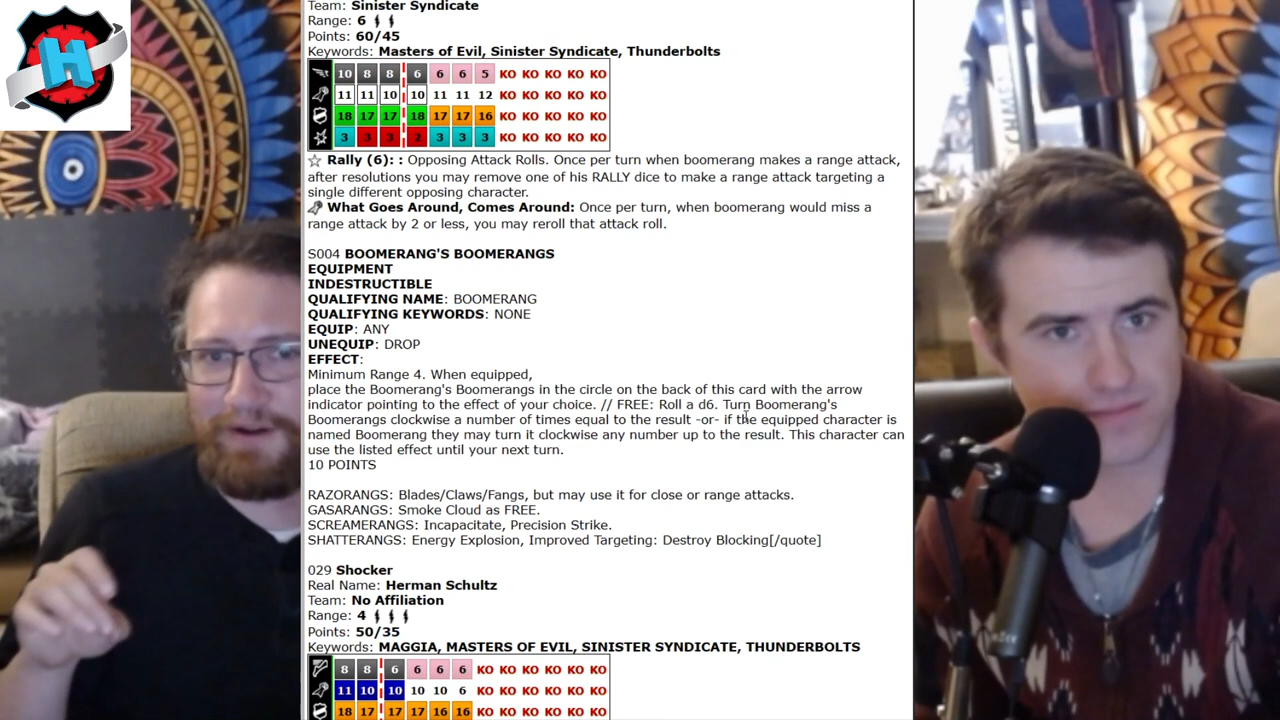 H
Team: Sinister Syndicate
Range: 6
Points: 60/45
Keywords: Masters of Evil, Sinister Syndicate, Thunderbolts
10 8 8 6 6 6 5 KO KO KO KO KO
11 11 10 10 11 11 12 KO KO KO KO KO
18 17 17 18 17 17 16 KO KO KO KO KO
3 3 3 2 3 3 3 KO KO KO KO KO
Rally (6): : Opposing Attack Rolls. Once per turn when boomerang makes a range attack,
after resolutions you may remove one of his RALLY dice to make a range attack targeting a
single different opposing character.
What Goes Around, Comes Around: Once per turn, when boomerang would miss a
range attack by 2 or less, you may reroll that attack roll.
S004 BOOMERANG'S BOOMERANGS
EQUIPMENT
INDESTRUCTIBLE
QUALIFYING NAME: BOOMERANG
QUALIFYING KEYWORDS: NONE
EQUIP: ANY
UNEQUIP: DROP
EFFECT:
Minimum Range 4. When equipped,
place the Boomerang's Boomerangs in the circle on the back of this card with the arrow
indicator pointing to the effect of your choice. // FREE: Roll a d6. Turn Boomerang's
Boomerangs clockwise a number of times equal to the result -or- if the equipped character is
named Boomerang they may turn it clockwise any number up to the result. This character can
use the listed effect until your next turn.
10 POINTS
RAZORANGS: Blades/Claws/Fangs, but may use it for close or range attacks.
GASARANGS: Smoke Cloud as FREE.
SCREAMERANGS: Incapacitate, Precision Strike.
SHATTERANGS: Energy Explosion, Improved Targeting: Destroy Blocking[/quote]
029 Shocker
Real Name: Herman Schultz
Team: No Affiliation
Range: 4
Points: 50/35
Keywords: MAGGIA, MASTERS OF EVIL, SINISTER SYNDICATE, THUNDERBOLTS
8 8 6 6 6 6 KO KO KO KO KO KO
11 10 10 10 10 6 KO KO KO KO KO KO
18 17 17 17 16 16 KO KO KO KO KO KO